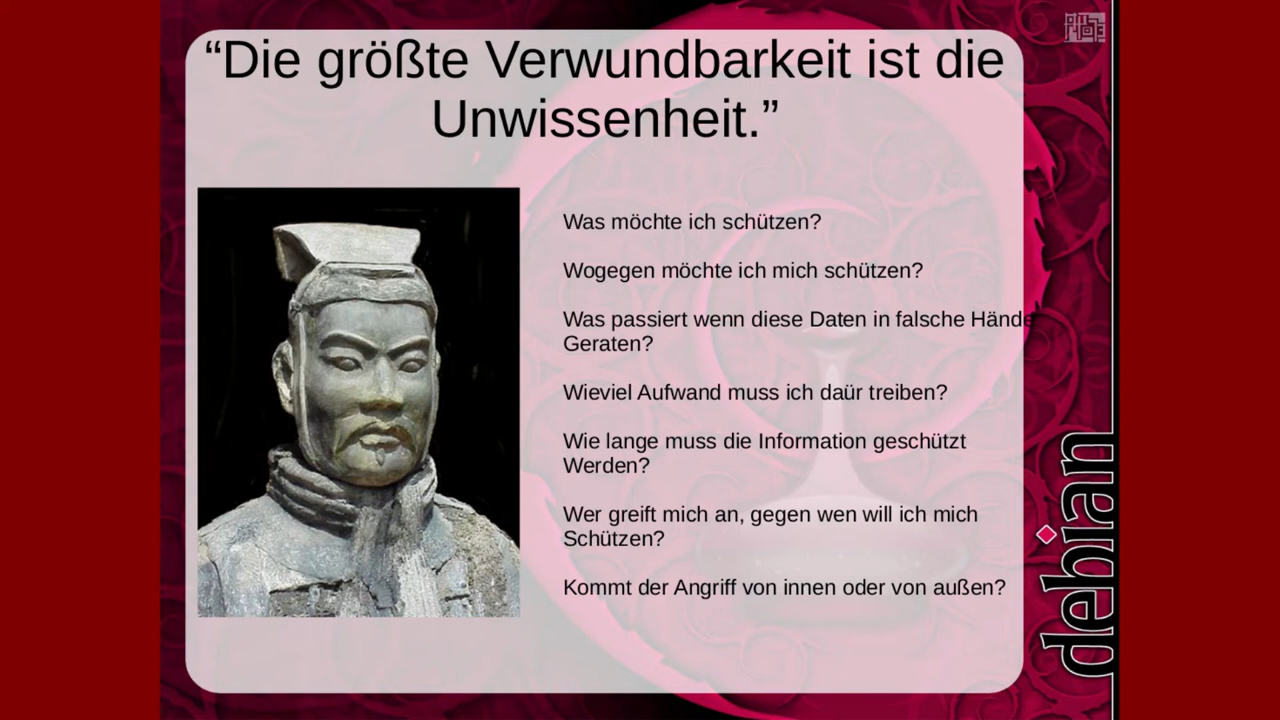 “Die größte Verwundbarkeit ist die
Unwissenheit.”
Was möchte ich schützen?
Wogegen möchte ich mich schützen?
Was passiert wenn diese Daten in falsche Hände
Geraten?
Wieviel Aufwand muss ich daür treiben?
Wie lange muss die Information geschützt
Werden?
Wer greift mich an, gegen wen will ich mich
Schützen?
Kommt der Angriff von innen oder von außen?
debian